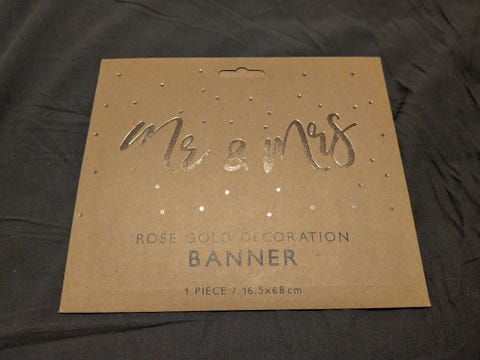 Mr & Mrs
ROSE GOLD DECORATION
BANNER
1 PIECE / 16.5x68cm